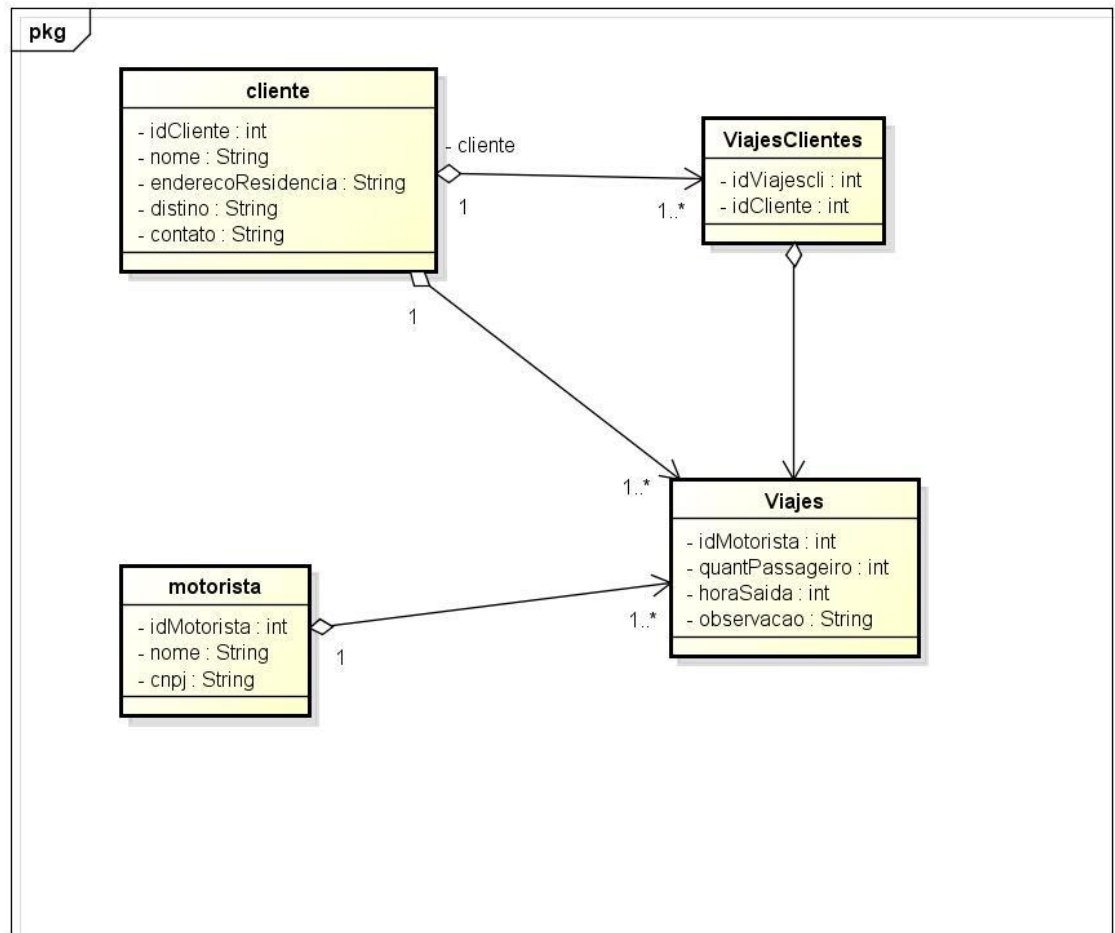 pkg
cliente
- idCliente : int
- nome : String
- enderecoResidencia : String
- distino : String
- contato : String
- cliente
1
1..*
ViajesClientes
- idViajescli : int
- idCliente : int
1
1..*
Viajes
- idMotorista : int
- quantPassageiro : int
- horaSaida : int
- observacao : String
motorista
- idMotorista : int
- nome : String
- cnpj : String
1
1..*